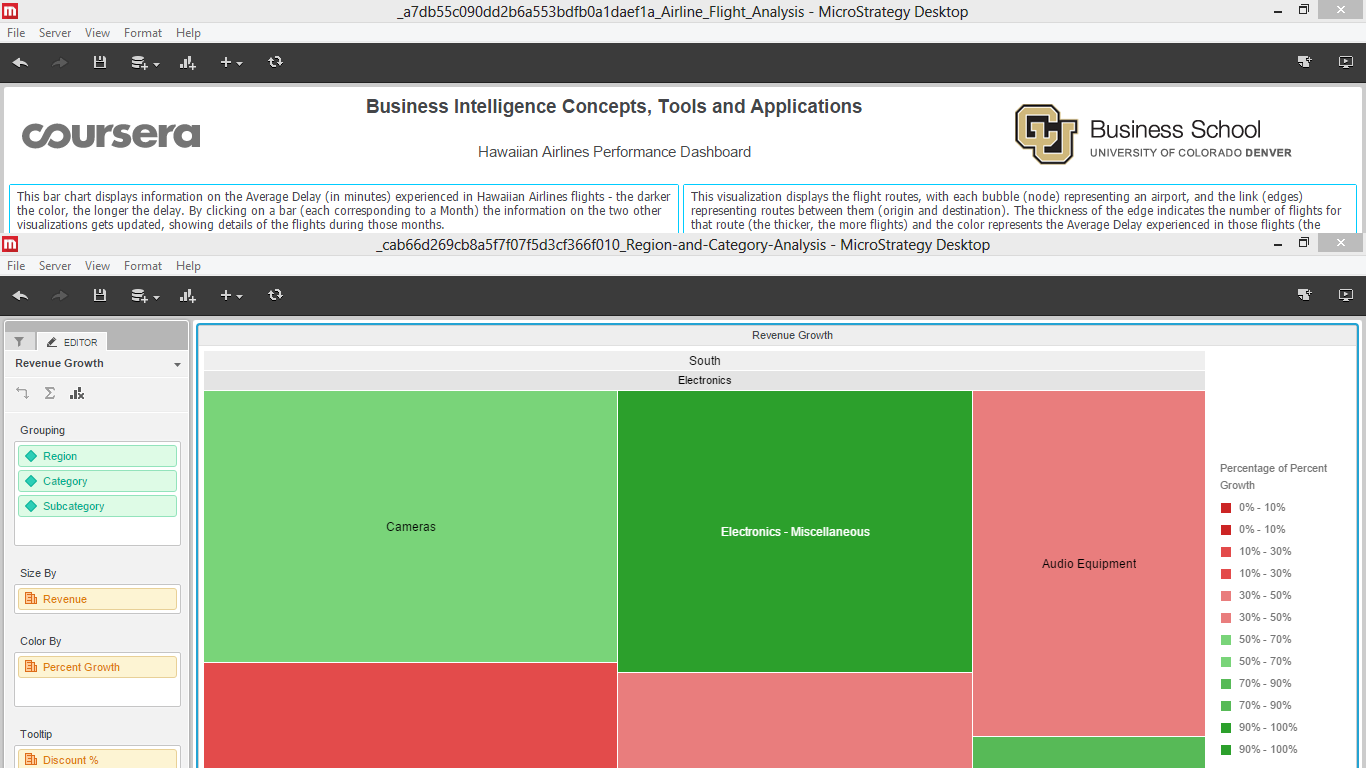 _a7db55c090dd2b6a553bdfb0a1daef1a_Airline_Flight_Analysis - MicroStrategy Desktop
File Server View Format Help
Business Intelligence Concepts, Tools and Applications
coursera
Hawaiian Airlines Performance Dashboard
CU
Business School
UNIVERSITY OF COLORADO DENVER
This bar chart displays information on the Average Delay (in minutes) experienced in Hawaiian Airlines flights - the darker
the color, the longer the delay. By clicking on a bar (each corresponding to a Month) the information on the two other
visualizations gets updated, showing details of the flights during those months.
This visualization displays the flight routes, with each bubble (node) representing an airport, and the link (edges)
representing routes between them (origin and destination). The thickness of the edge indicates the number of flights for
that route (the thicker, the more flights) and the color represents the Average Delay experienced in those flights (the
_cab66d269cb8a5f7f07f5d3cf366f010_Region-and-Category-Analysis - MicroStrategy Desktop
File Server View Format Help
EDITOR
Revenue Growth
Grouping
Region
Category
Subcategory
Size By
Revenue
Color By
Percent Growth
Tooltip
Discount %
Revenue Growth
South
Electronics
Cameras
Electronics - Miscellaneous
Audio Equipment
Percentage of Percent
Growth
0% - 10%
0% - 10%
10% - 30%
10% - 30%
30% - 50%
30% - 50%
50% - 70%
50% - 70%
70% - 90%
70% - 90%
90% - 100%
90% - 100%